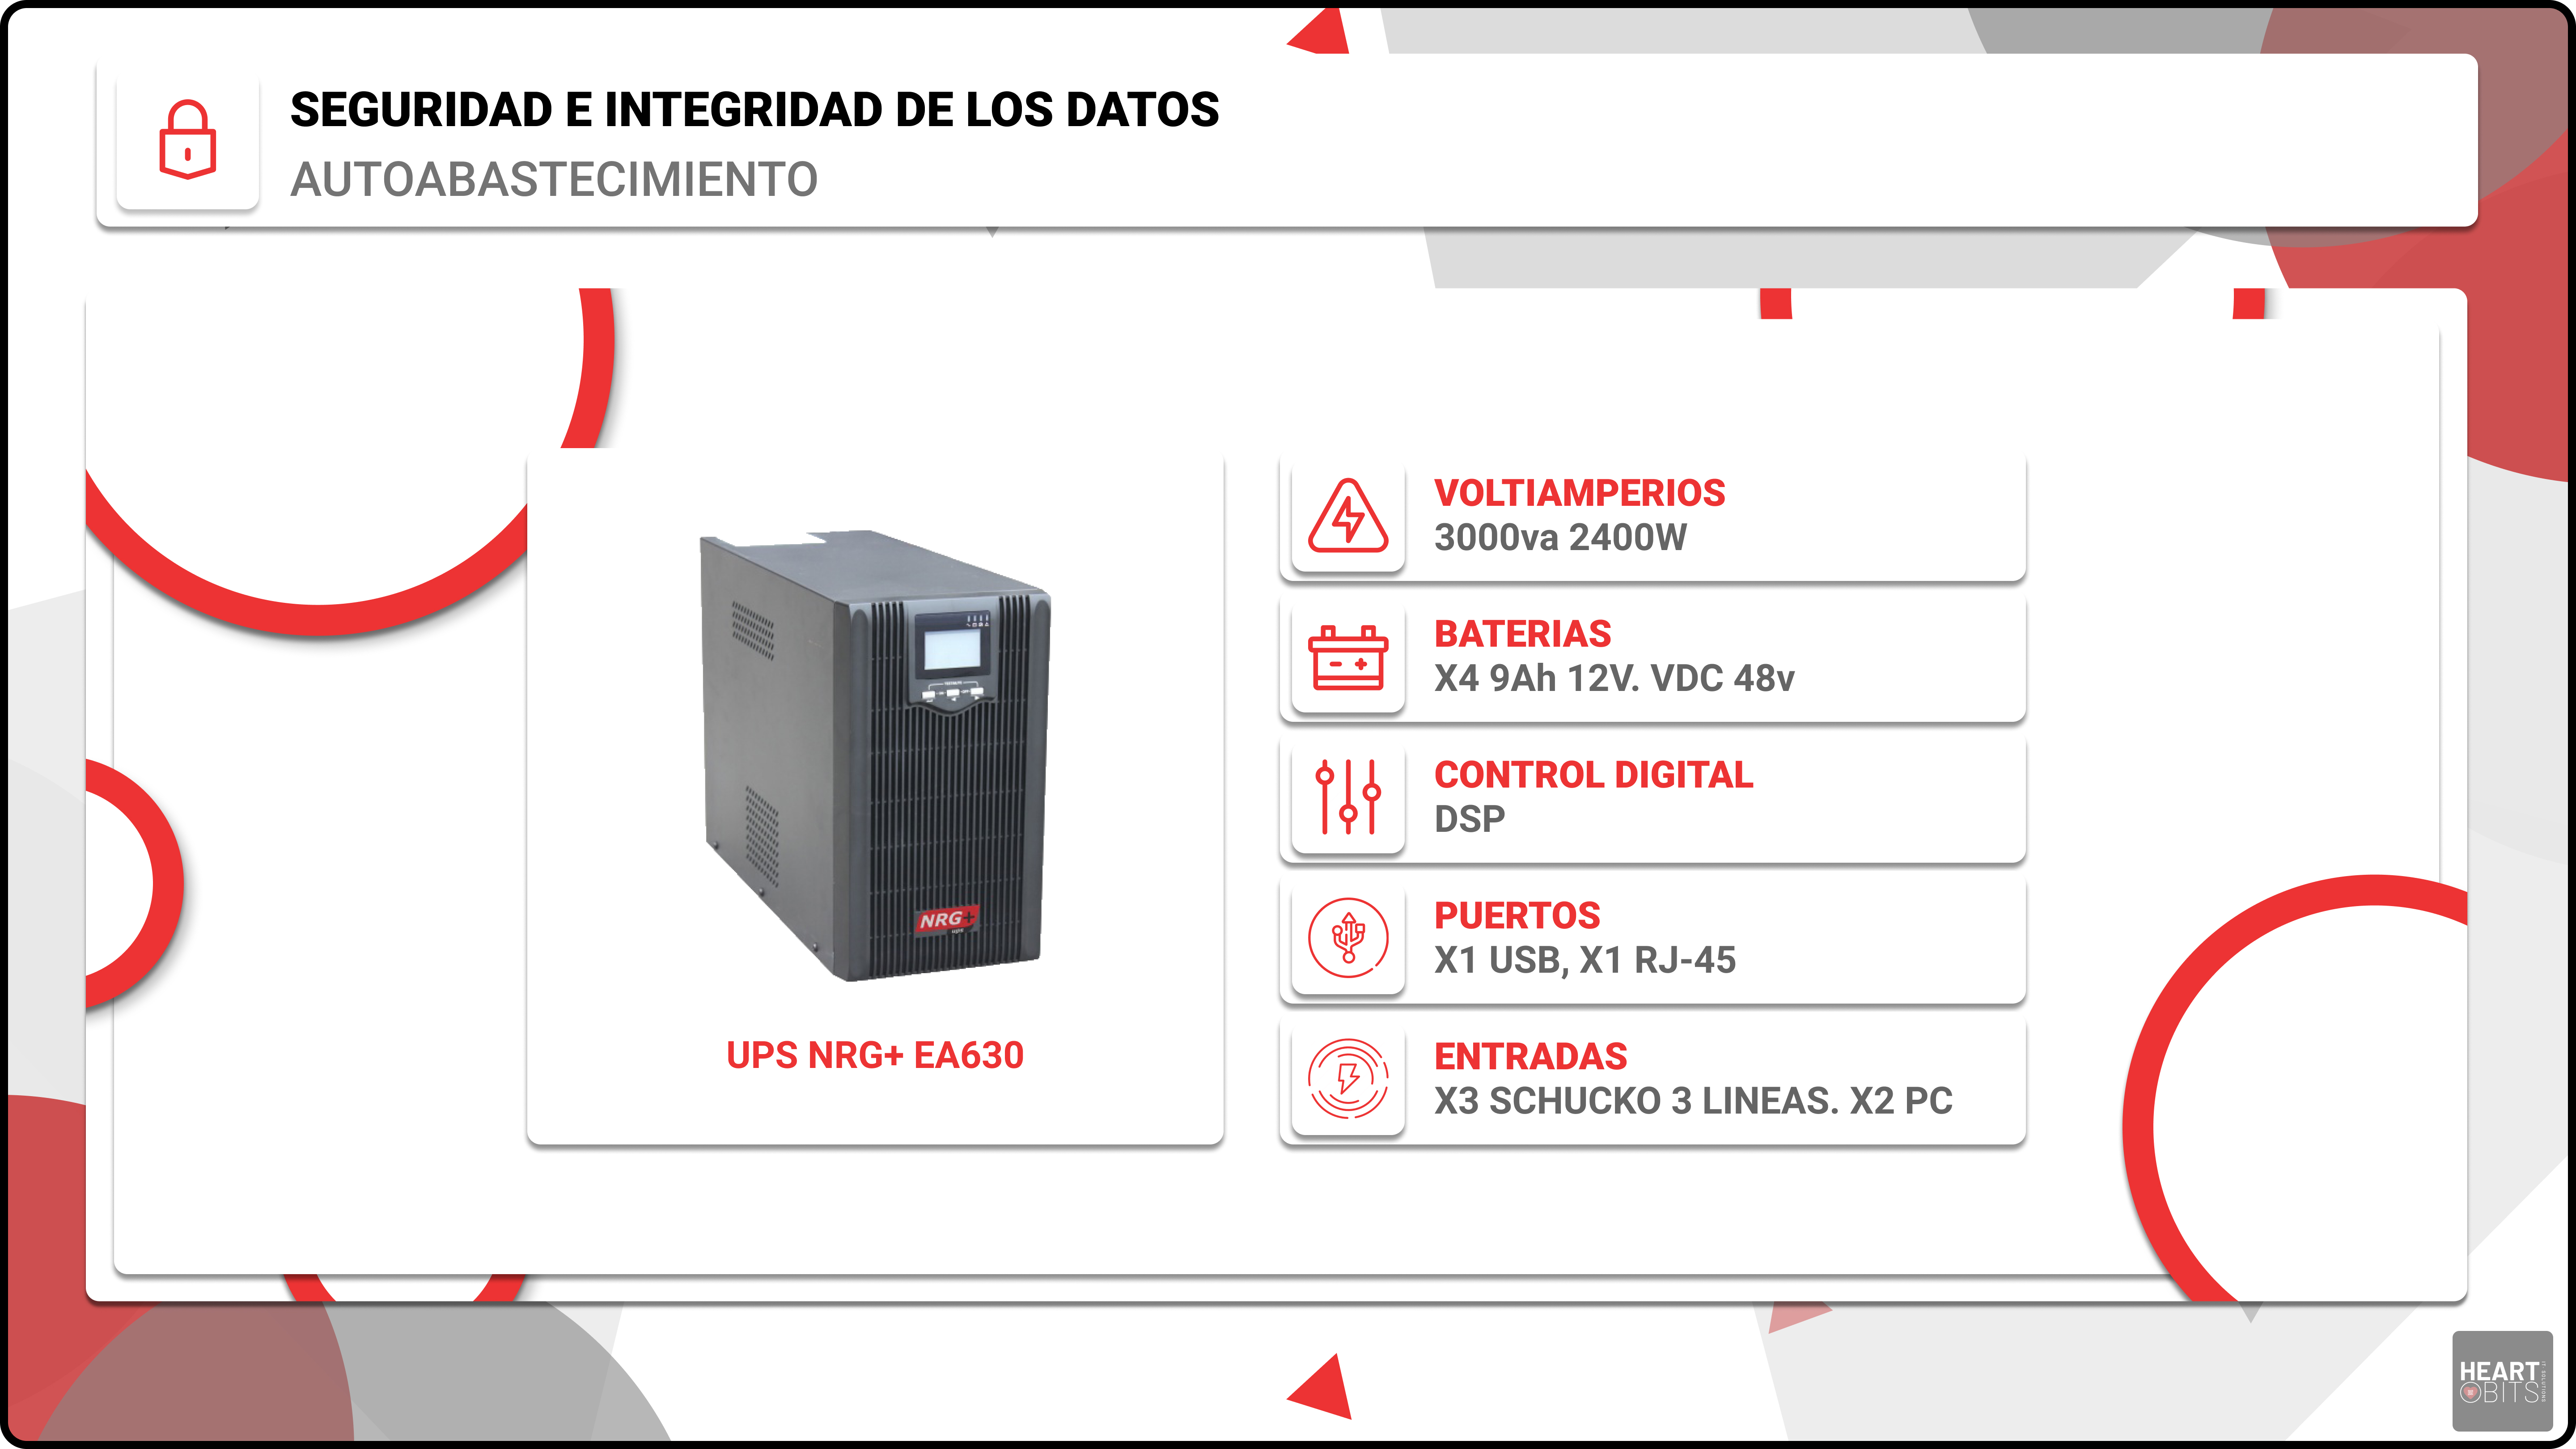 SEGURIDAD E INTEGRIDAD DE LOS DATOS
AUTOABASTECIMIENTO
NRG+
UPS NRG+ EA630
VOLTIAMPERIOS
3000va 2400W
BATERIAS
X4 9Ah 12V. VDC 48v
CONTROL DIGITAL
DSP
PUERTOS
X1 USB, X1 RJ-45
ENTRADAS
X3 SCHUCKO 3 LINEAS. X2 PC
HEART
BITS